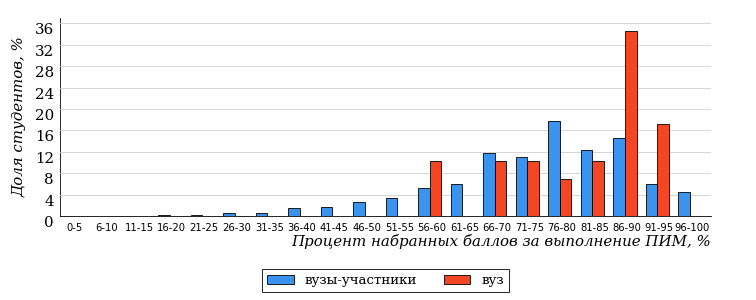 Доля студентов, %
36
32
28
24
20
16
12
8
4
0
0-5 6-10 11-15 16-20 21-25 26-30 31-35 36-40 41-45 46-50 51-55 56-60 61-65 66-70 71-75 76-80 81-85 86-90 91-95 96-100
Процент набранных баллов за выполнение ПИМ, %
вузы-участники вуз